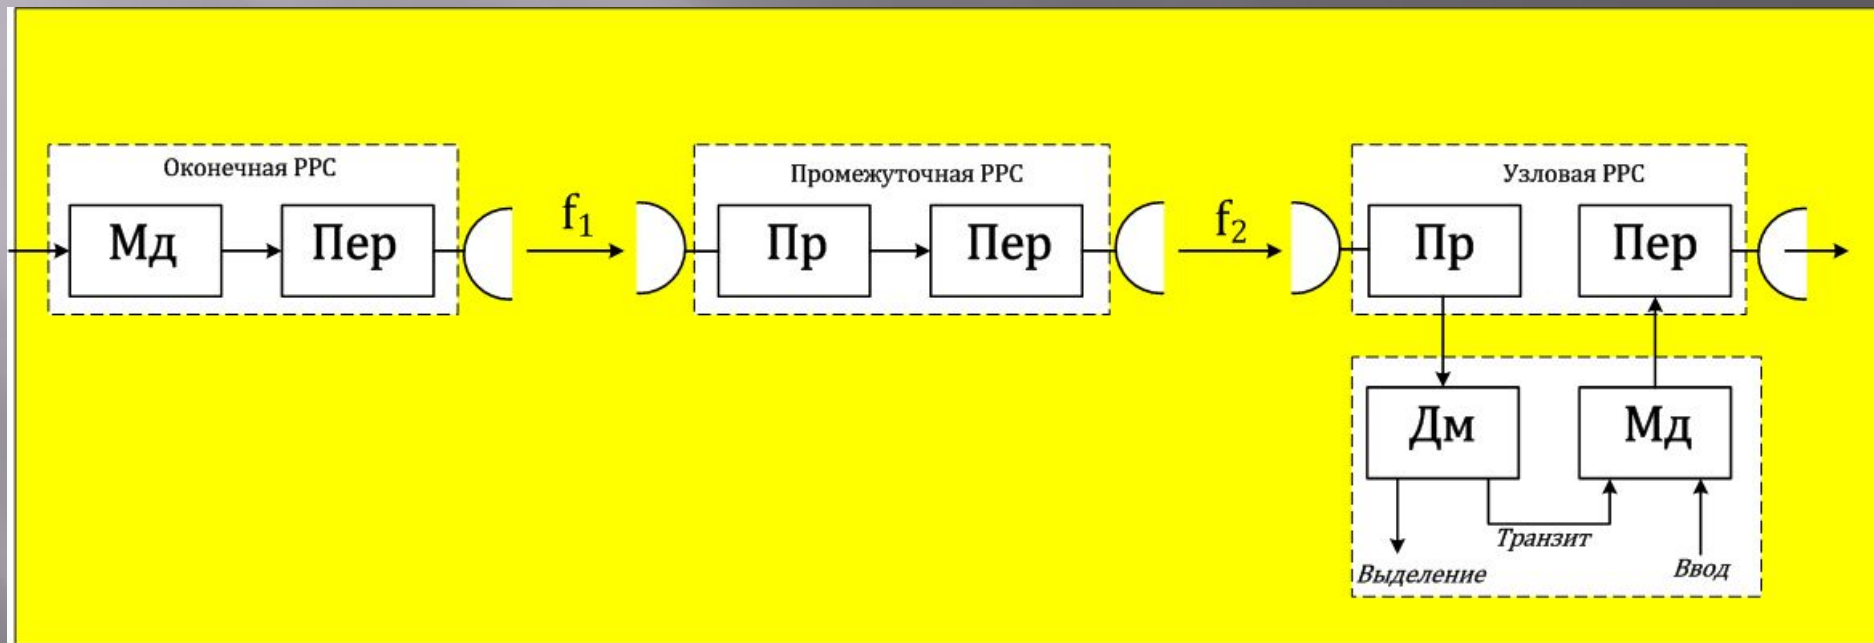 Оконечная РРС
Мд
Пер
f₁
Промежуточная РРС
Пр
Пер
f₂
Узловая РРС
Пр
Пер
Дм
Мд
Транзит
Выделение
Ввод